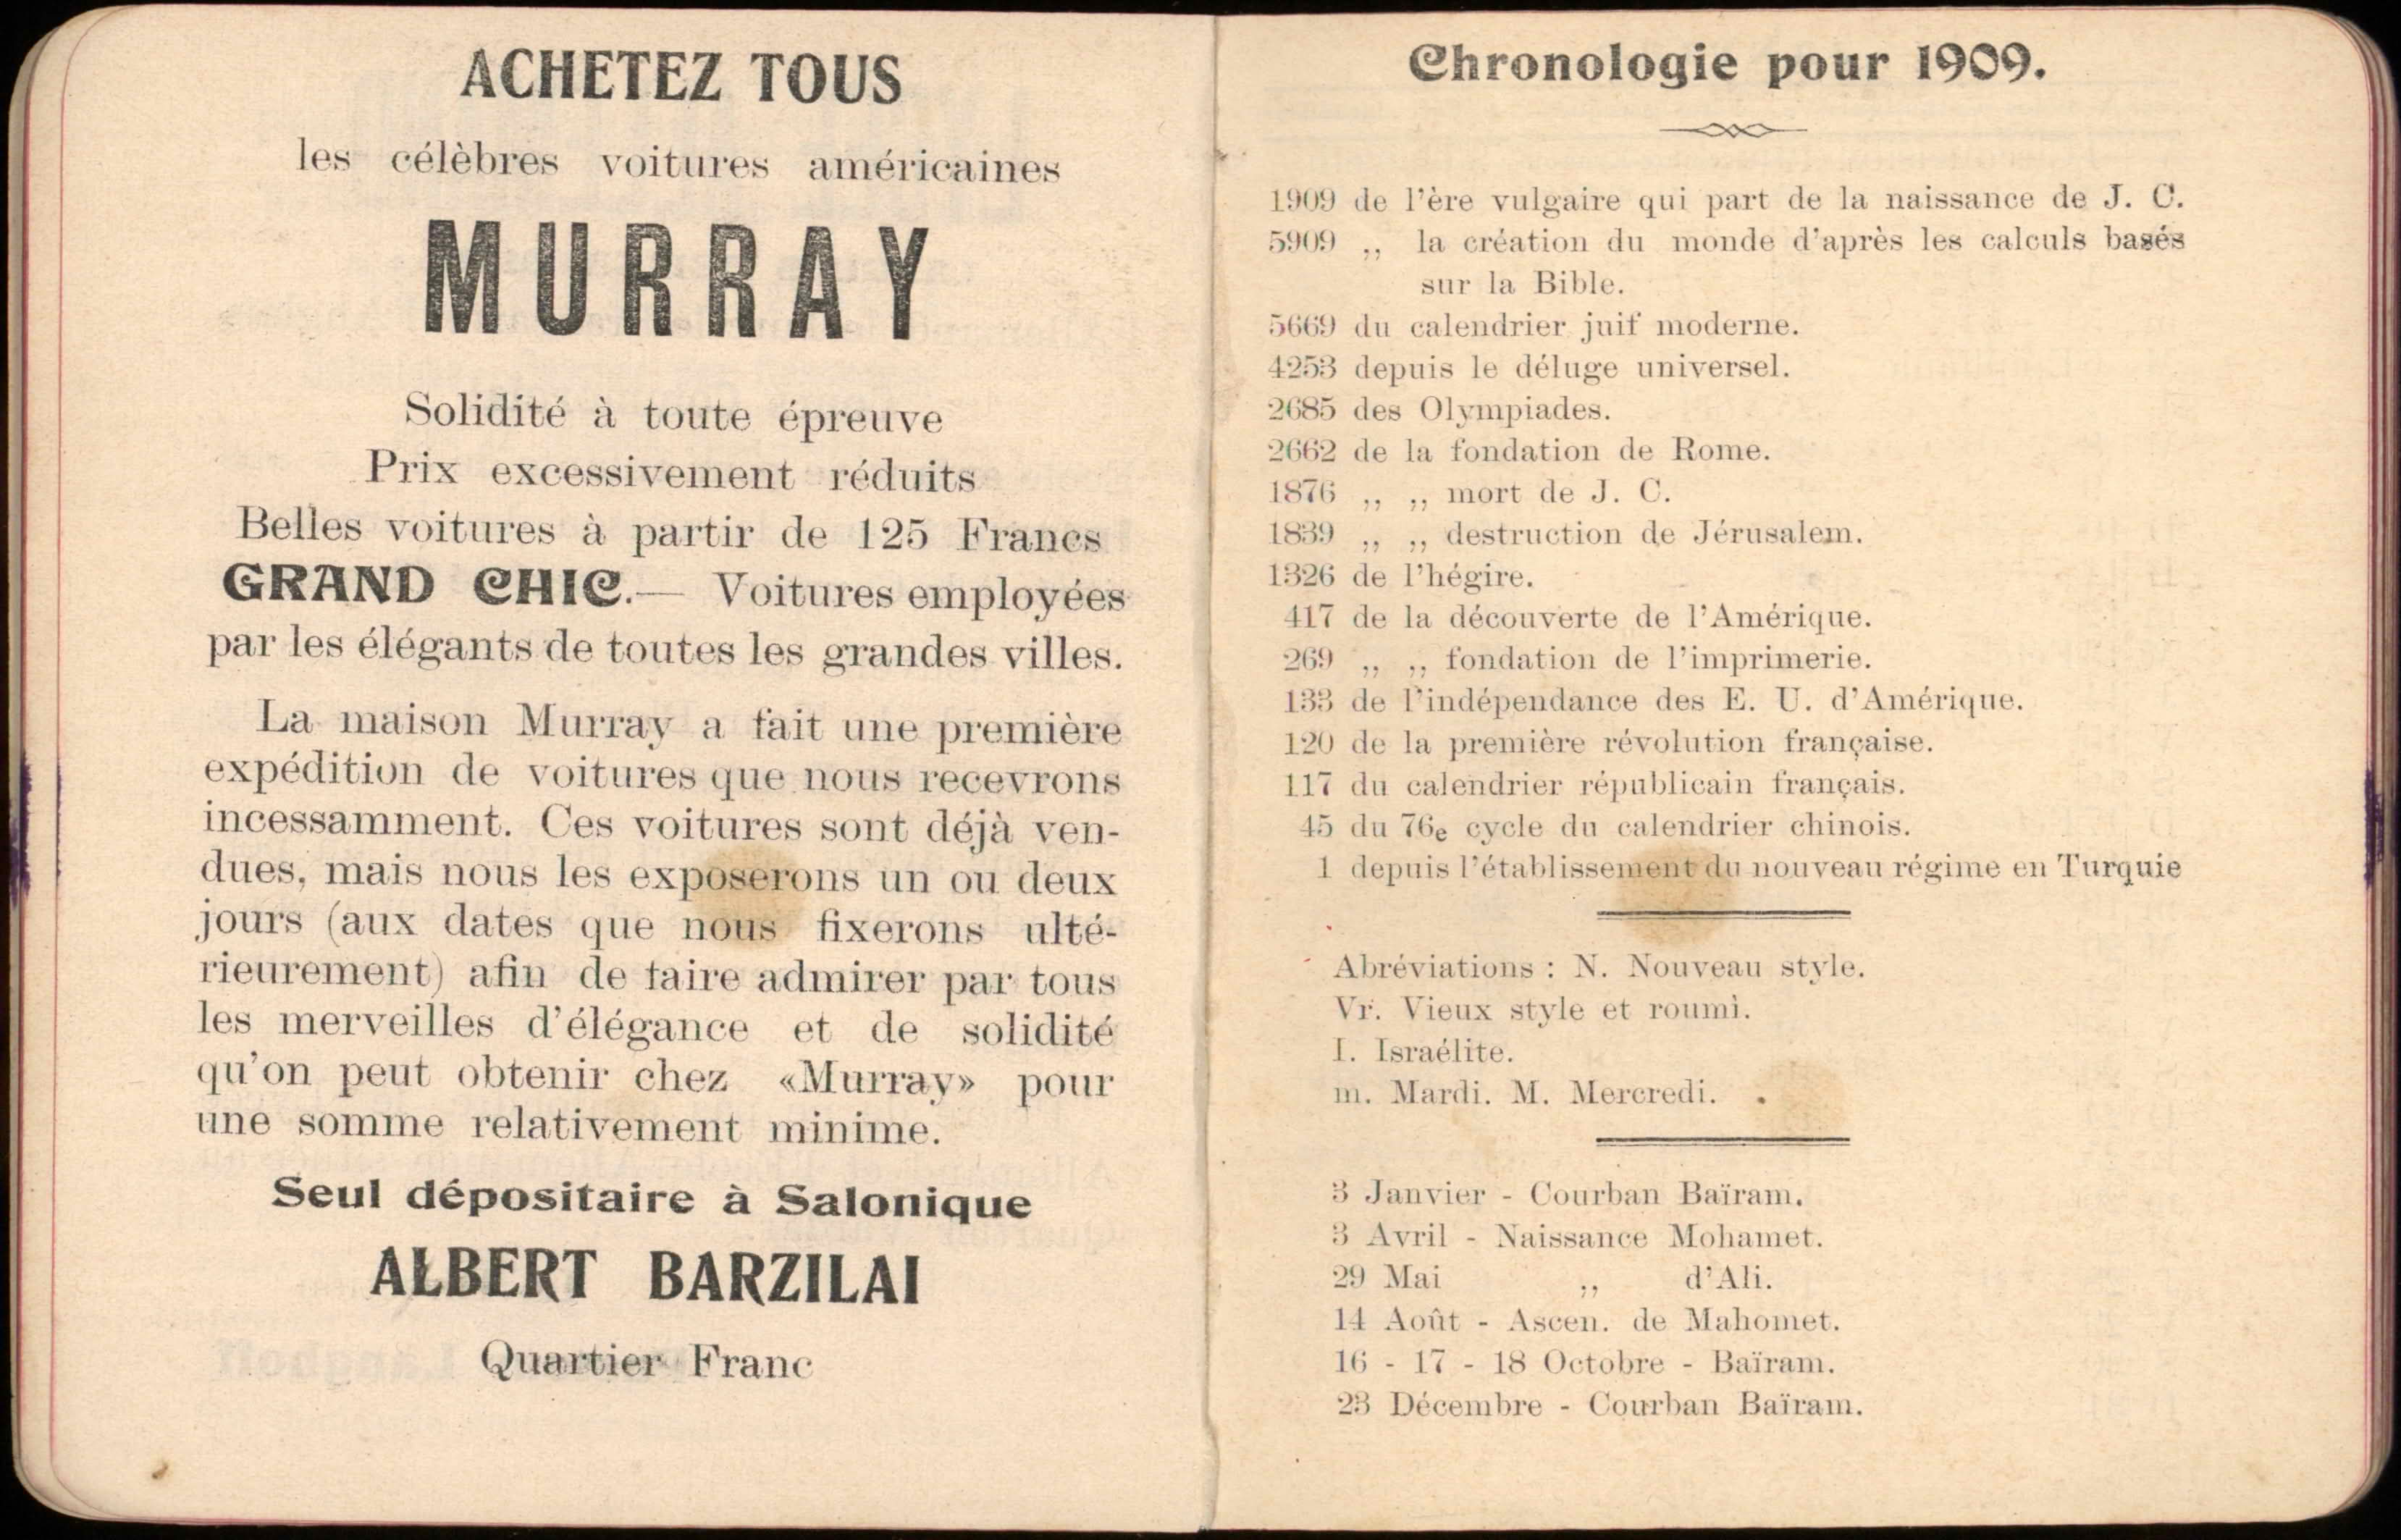 ACHETEZ TOUS
les célèbres voitures américaines
MURRAY
Solidité à toute épreuve
Prix excessivement réduits
Belles voitures à partir de 125 Francs
GRAND CHIC.— Voitures employées
par les élégants de toutes les grandes villes.
La maison Murray a fait une première
expédition de voitures que nous recevrons
incessamment. Ces voitures sont déjà ven-
dues, mais nous les exposerons un ou deux
jours (aux dates que nous fixerons ulté-
rieurement) afin de faire admirer par tous
les merveilles d'élégance et de solidité
qu'on peut obtenir chez «Murray» pour
une somme relativement minime.
Seul dépositaire à Salonique
ALBERT BARZILAI
Quartier Franc
Chronologie pour 1909.
1909 de l'ère vulgaire qui part de la naissance de J. C.
5909 ,, la création du monde d'après les calculs basés
sur la Bible.
5669 du calendrier juif moderne.
4253 depuis le déluge universel.
2685 des Olympiades.
2662 de la fondation de Rome.
1876 ,, ,, mort de J. C.
1839 ,, ,, destruction de Jérusalem.
1326 de l'hégire.
417 de la découverte de l'Amérique.
269 ,, ,, fondation de l'imprimerie.
133 de l'indépendance des E. U. d'Amérique.
120 de la première révolution française.
117 du calendrier républicain français.
45 du 76e cycle du calendrier chinois.
1 depuis l'établissement du nouveau régime en Turquie
Abréviations : N. Nouveau style.
Vr. Vieux style et roumi.
I. Israélite.
m. Mardi. M. Mercredi.
3 Janvier - Courban Baïram.
3 Avril - Naissance Mohamet.
29 Mai ,, d'Ali.
14 Août - Ascen. de Mahomet.
16 - 17 - 18 Octobre - Baïram.
23 Décembre - Courban Baïram.